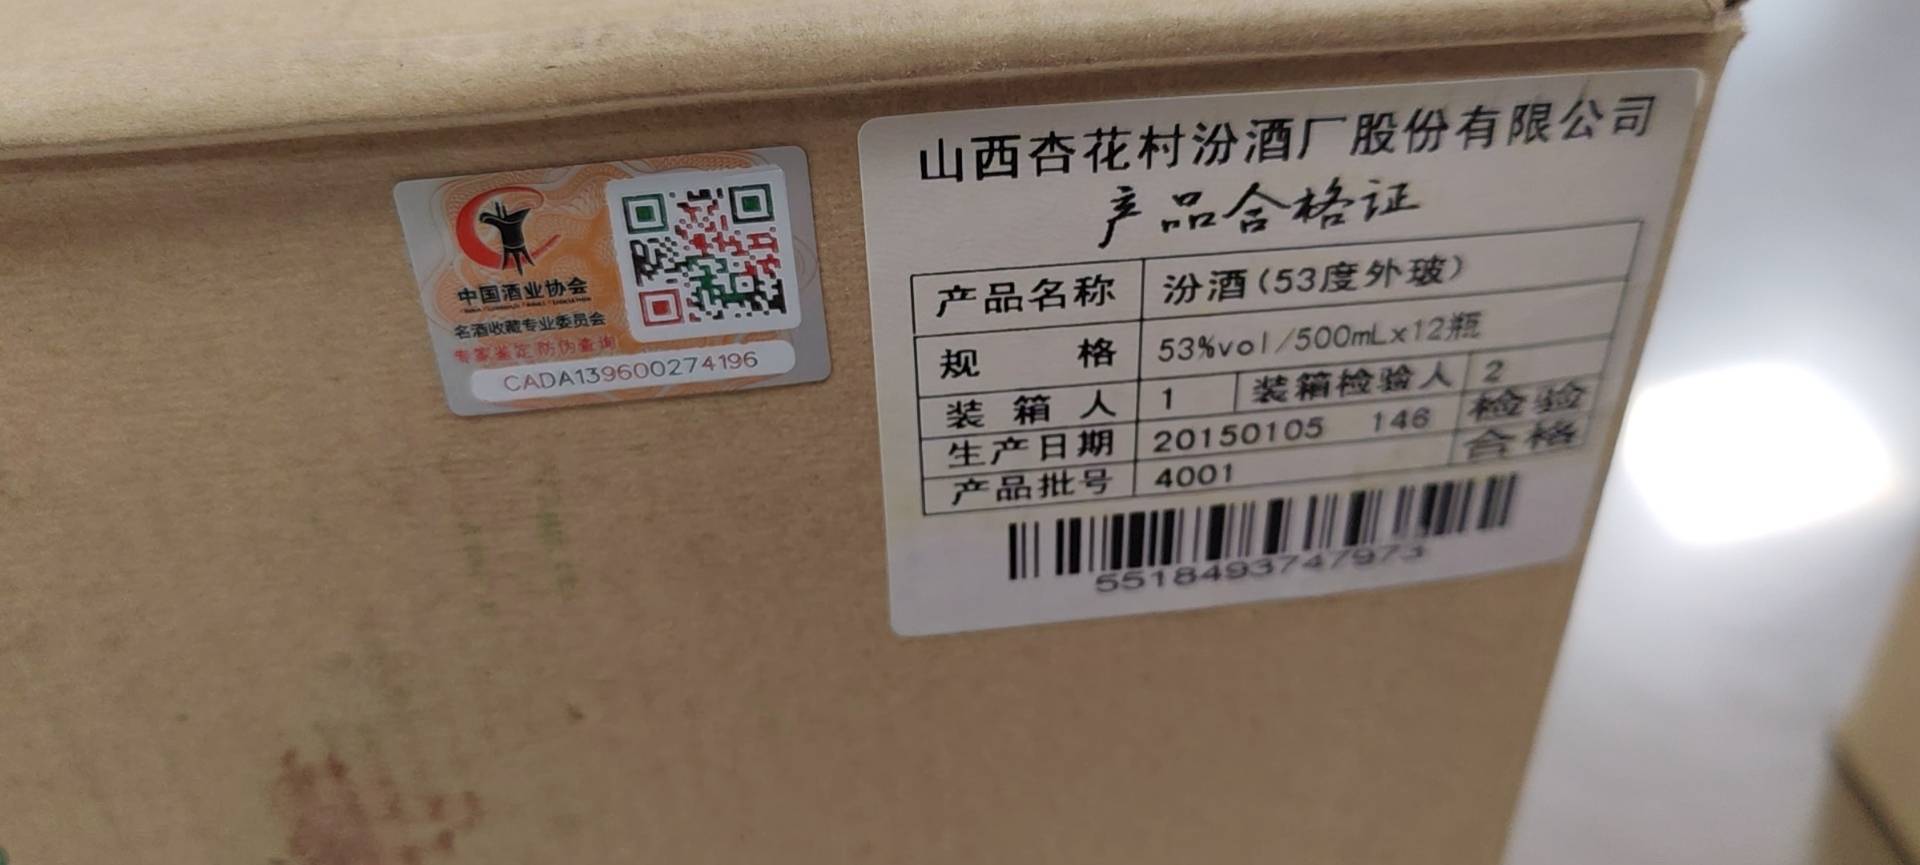 中国酒业协会
名酒收藏专业委员会
专家鉴定防伪查询
CADA139600274196
山西杏花村汾酒厂股份有限公司
产品合格证
产品名称 汾酒(53度外玻)
规格 53%vol/500mLx12瓶
装箱人 1 装箱检验人 2
生产日期 20150105 146 检验
产品批号 4001 合格
5518493747973